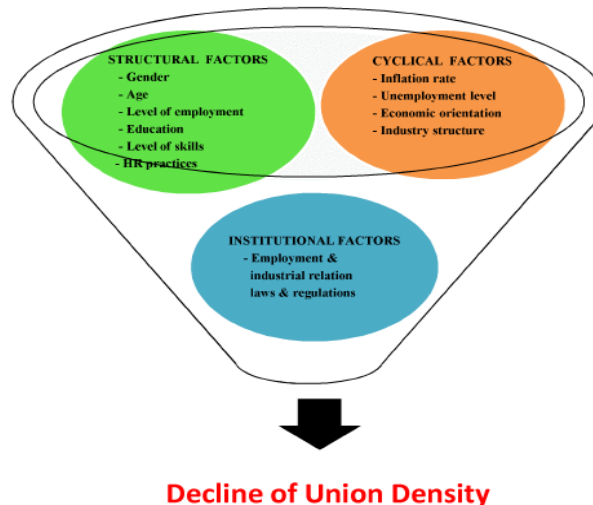 STRUCTURAL FACTORS
- Gender
- Age
- Level of employment
- Education
- Level of skills
- HR practices
CYCLICAL FACTORS
- Inflation rate
- Unemployment level
- Economic orientation
- Industry structure
INSTITUTIONAL FACTORS
- Employment &
industrial relation
laws & regulations
Decline of Union Density